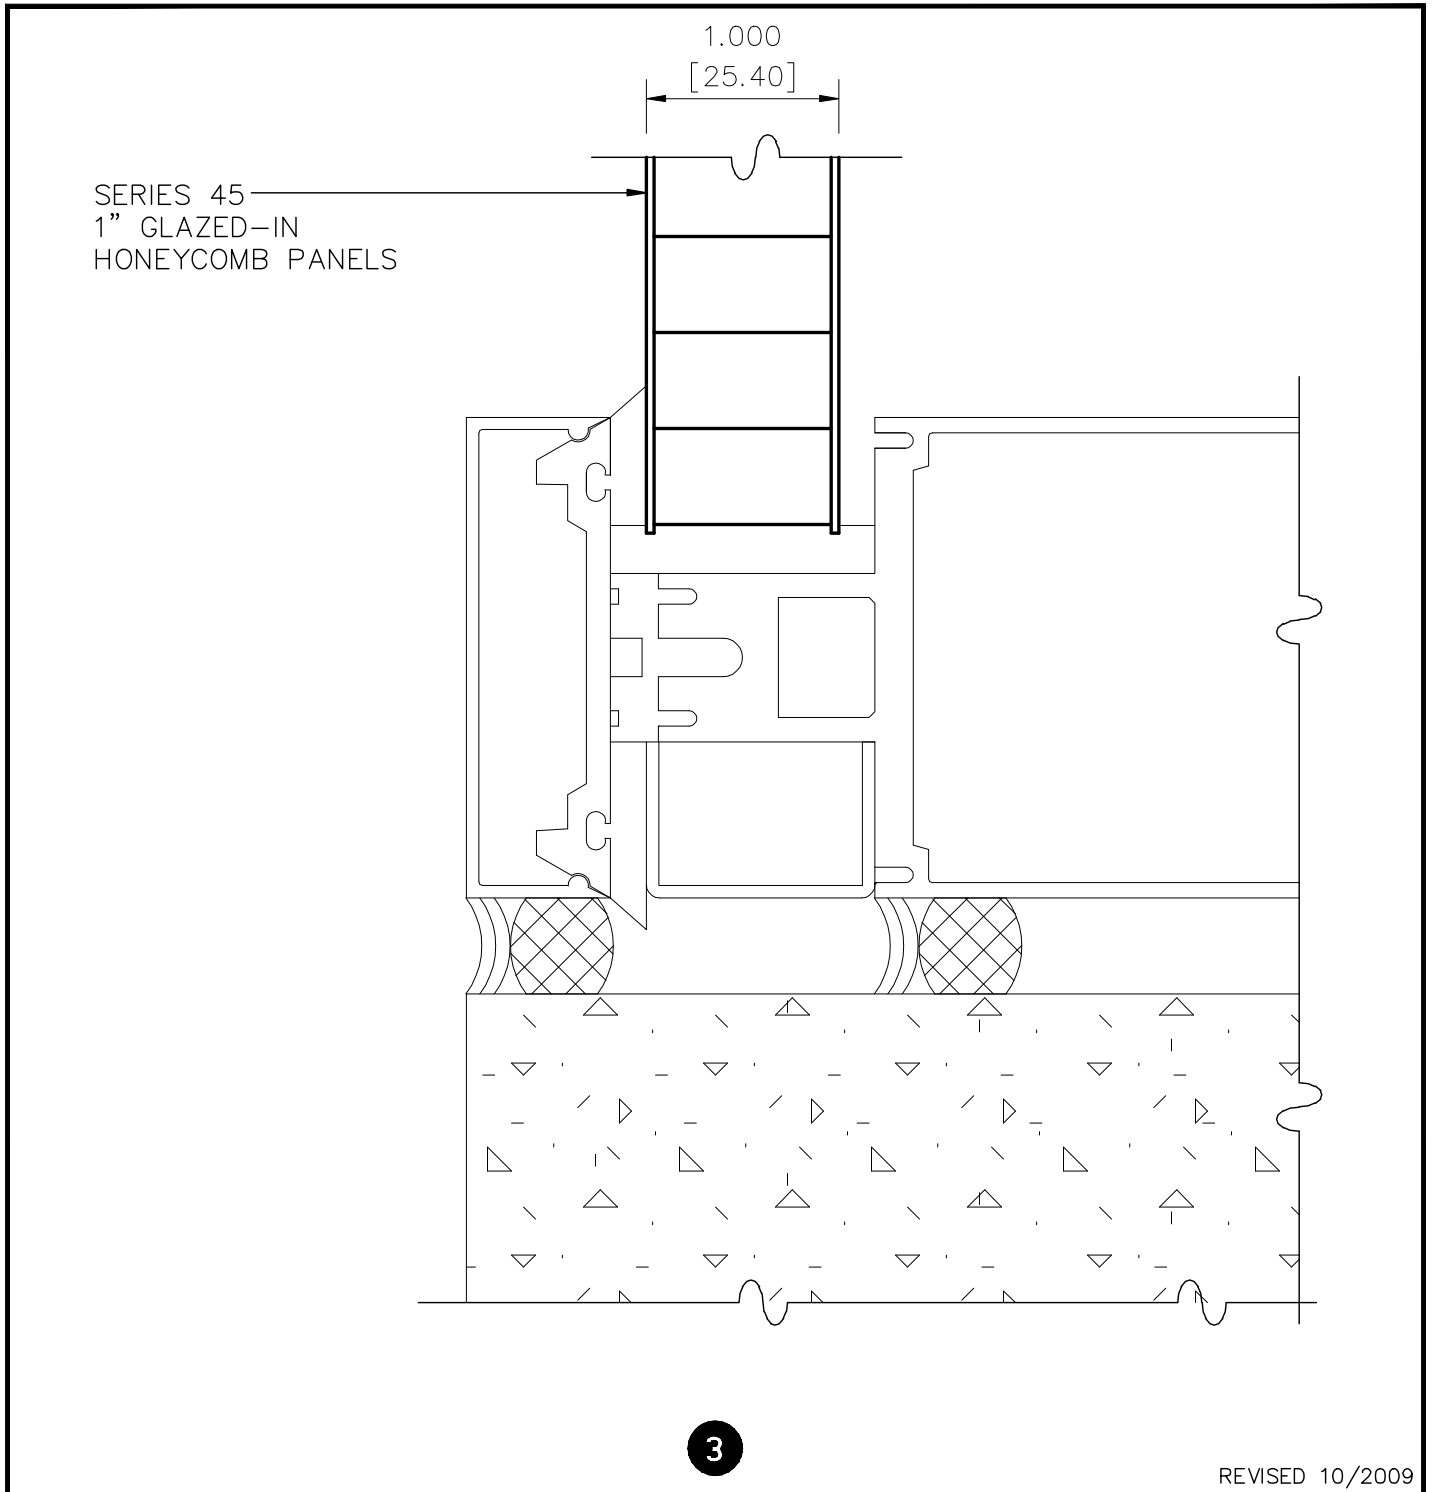 1.000
[25.40]
SERIES 45
1” GLAZED-IN
HONEYCOMB PANELS
3
REVISED 10/2009